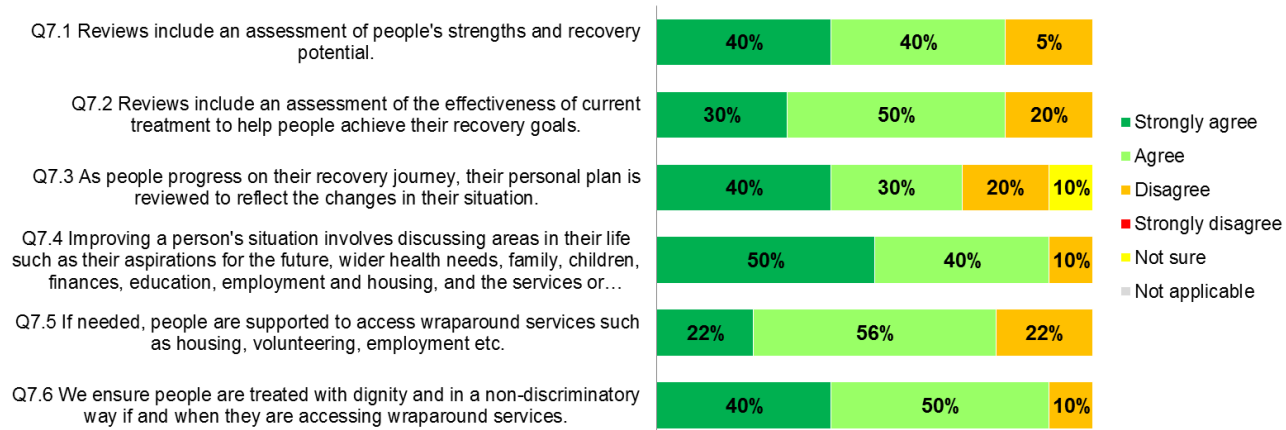 Q7.1 Reviews include an assessment of people's strengths and recovery
potential.
40% 40% 5%
Q7.2 Reviews include an assessment of the effectiveness of current
treatment to help people achieve their recovery goals.
30% 50% 20%
Q7.3 As people progress on their recovery journey, their personal plan is
reviewed to reflect the changes in their situation.
40% 30% 20% 10%
Q7.4 Improving a person's situation involves discussing areas in their life
such as their aspirations for the future, wider health needs, family, children,
finances, education, employment and housing, and the services or…
50% 40% 10%
Q7.5 If needed, people are supported to access wraparound services such
as housing, volunteering, employment etc.
22% 56% 22%
Q7.6 We ensure people are treated with dignity and in a non-discriminatory
way if and when they are accessing wraparound services.
40% 50% 10%
Strongly agree
Agree
Disagree
Strongly disagree
Not sure
Not applicable